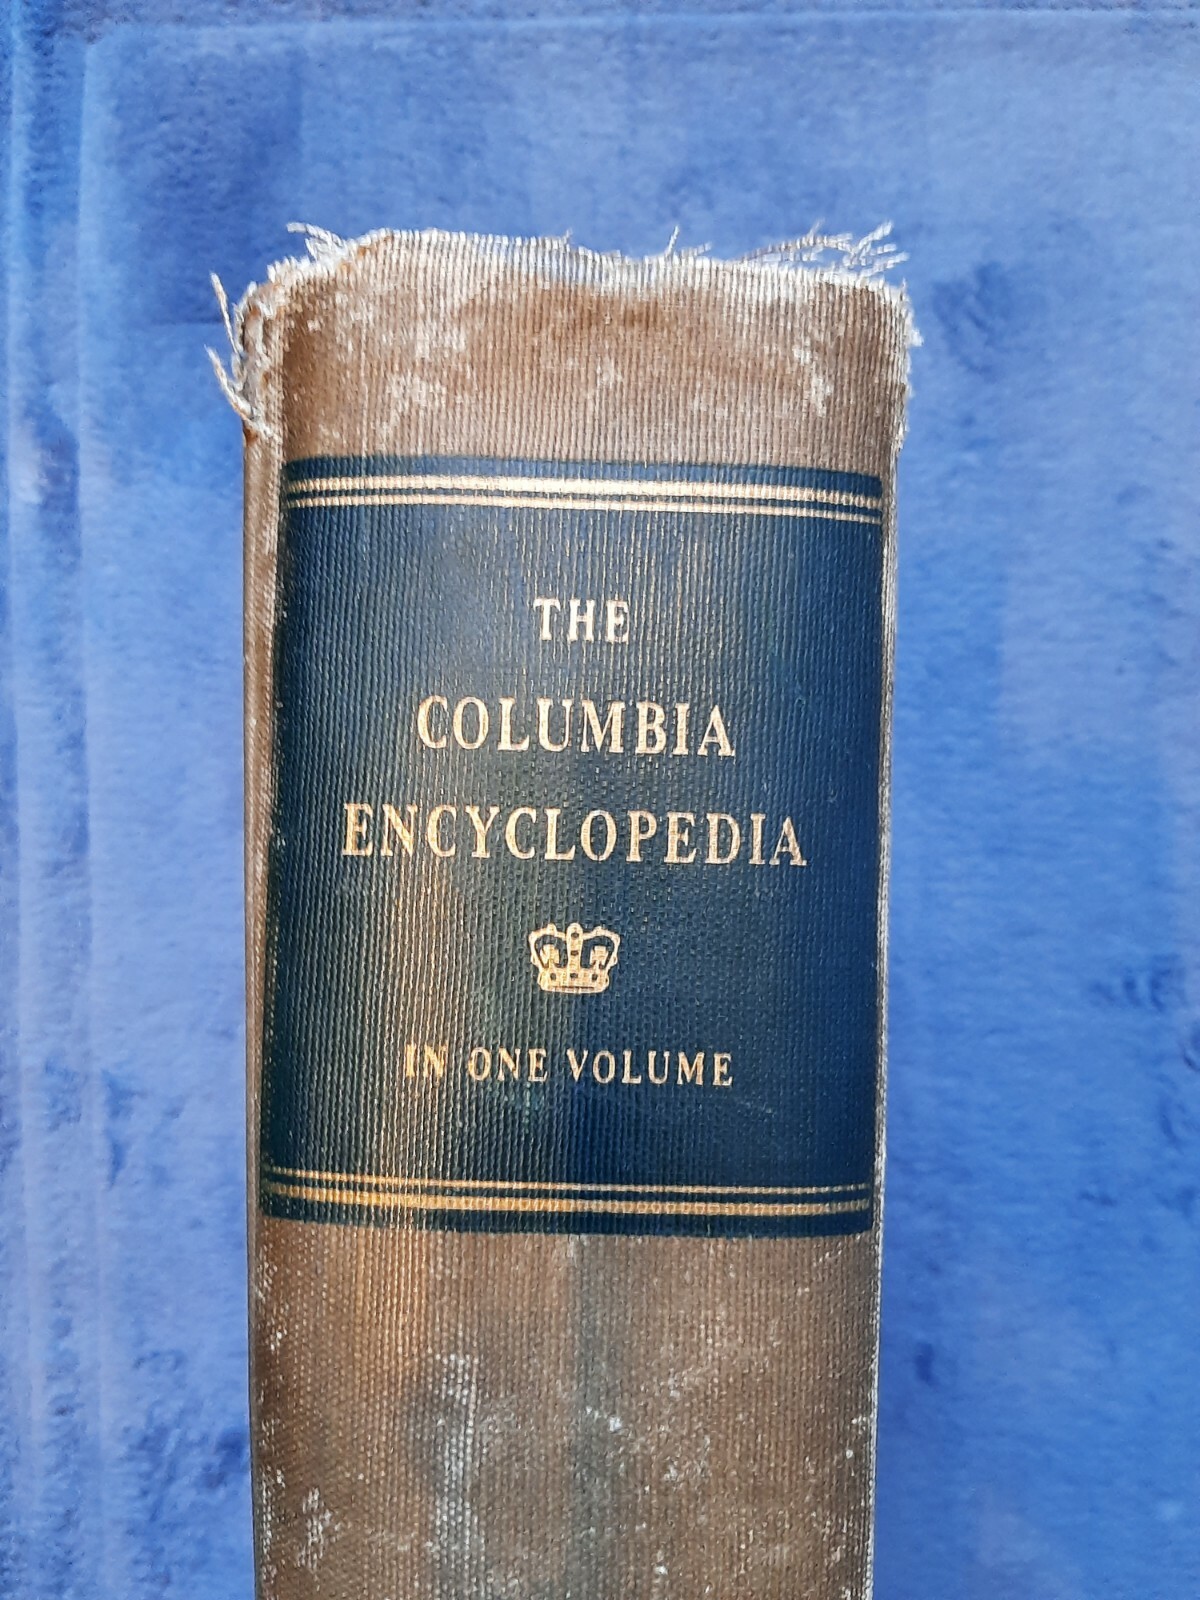 THE
COLUMBIA
ENCYCLOPEDIA
IN ONE VOLUME